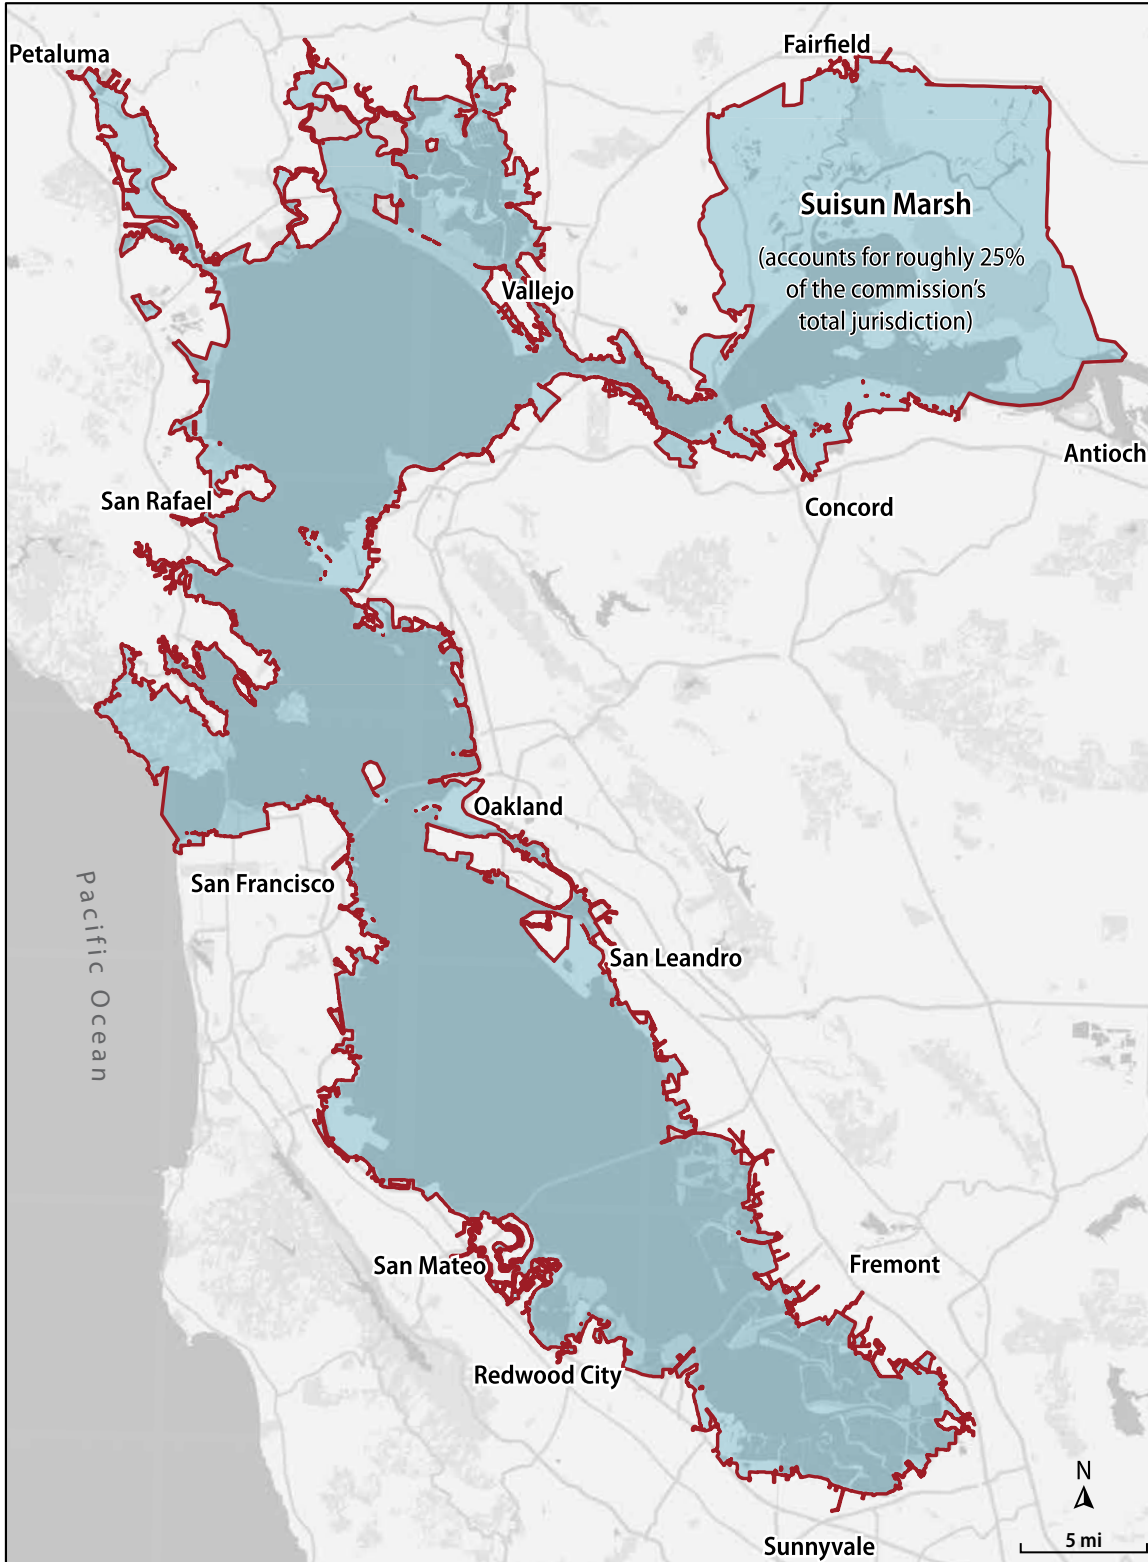 Fairfield
Petaluma
Suisun Marsh
(accounts for roughly 25%
of the commission's
total jurisdiction)
Vallejo
Antioch
San Rafael
Concord
Oakland
San Francisco
Pacific Ocean
San Leandro
San Mateo
Fremont
Redwood City
N
5 mi
Sunnyvale